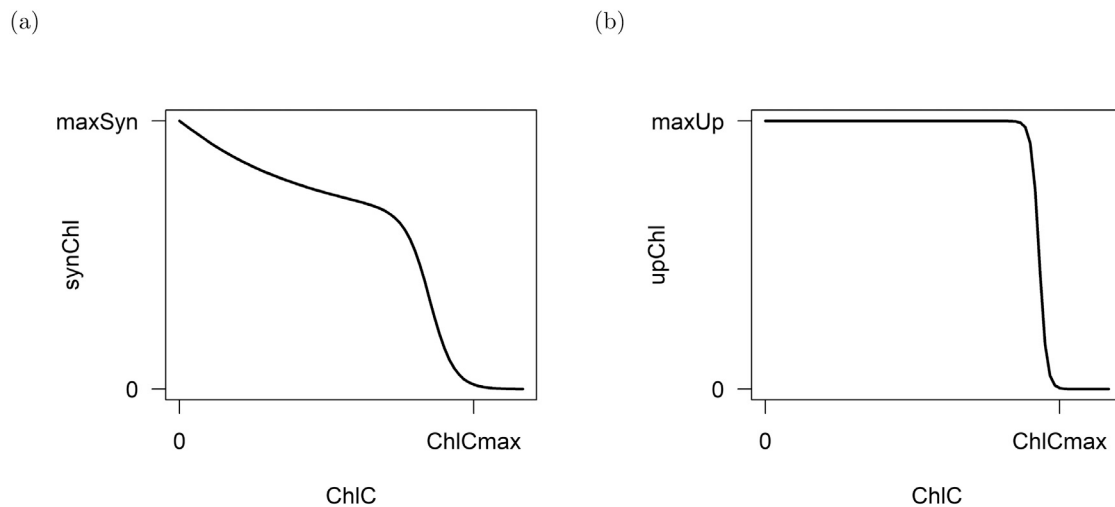 (a)
maxSyn
synChl
0
0
ChlCmax
ChlC
(b)
maxUp
upChl
0
0
ChlCmax
ChlC